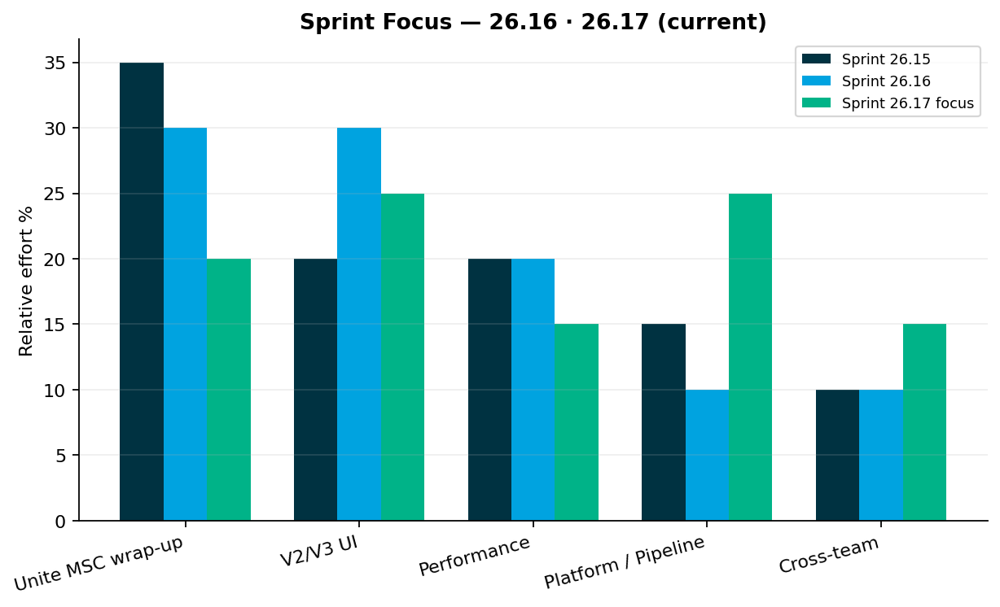 Sprint Focus — 26.16 · 26.17 (current)
Sprint 26.15
Sprint 26.16
Sprint 26.17 focus
Relative effort %
35
30
25
20
15
10
5
0
Unite MSC wrap-up
V2/V3 UI
Performance
Platform / Pipeline
Cross-team